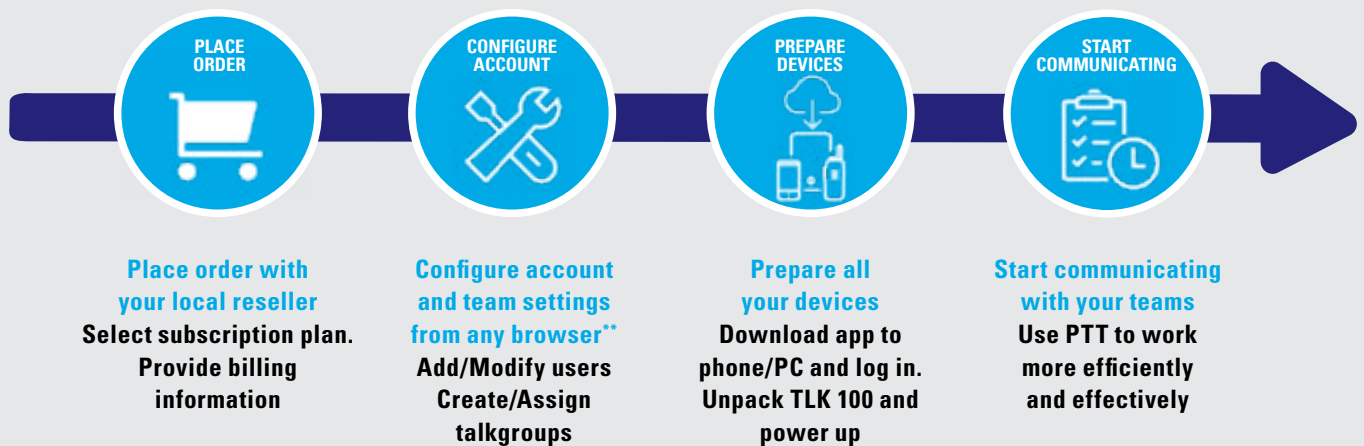 PLACE
ORDER
CONFIGURE
ACCOUNT
PREPARE
DEVICES
START
COMMUNICATING
Place order with
your local reseller
Select subscription plan.
Provide billing
information
Configure account
and team settings
from any browser**
Add/Modify users
Create/Assign
talkgroups
Prepare all
your devices
Download app to
phone/PC and log in.
Unpack TLK 100 and
power up
Start communicating
with your teams
Use PTT to work
more efficiently
and effectively